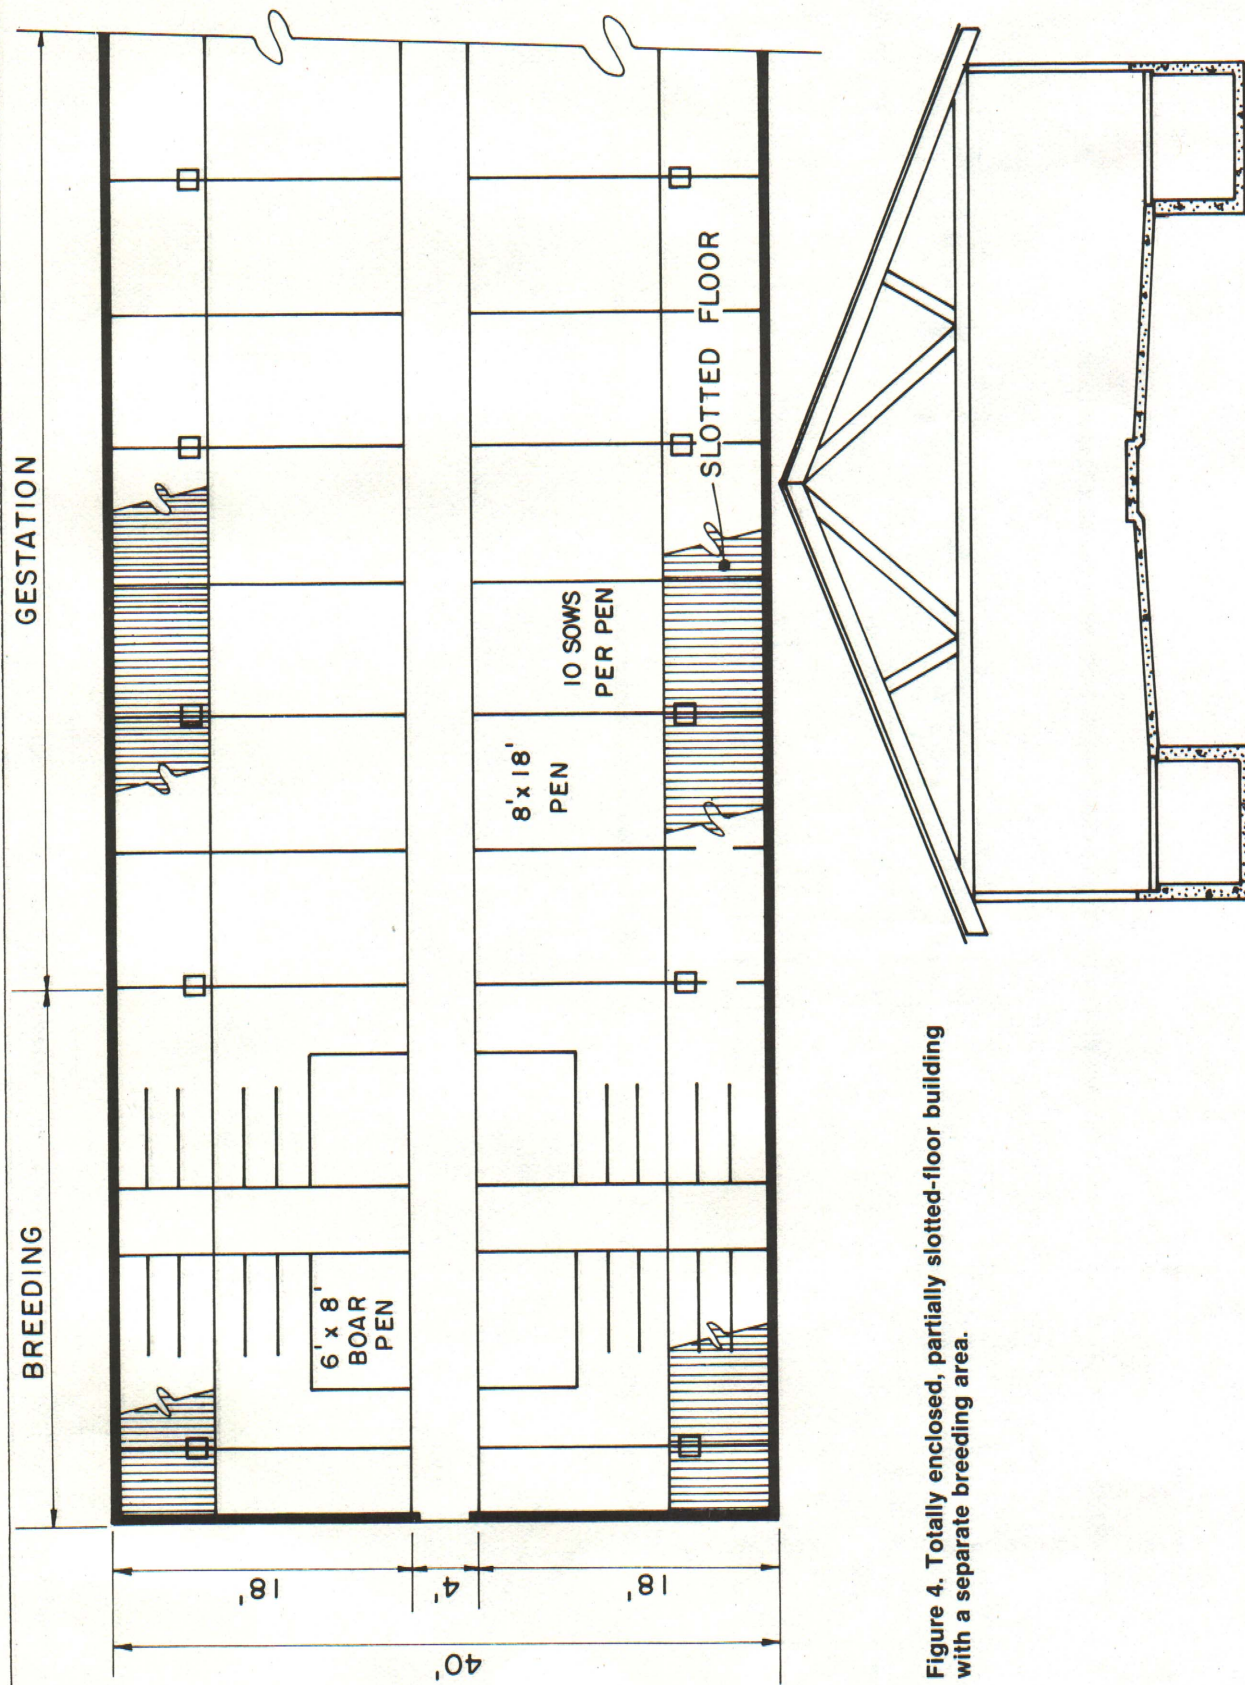 BREEDING
GESTATION
6' x 8'
BOAR
PEN
8' x 18'
PEN
10 SOWS
PER PEN
SLOTTED FLOOR
18'
4'
18'
40'
Figure 4. Totally enclosed, partially slotted-floor building
with a separate breeding area.